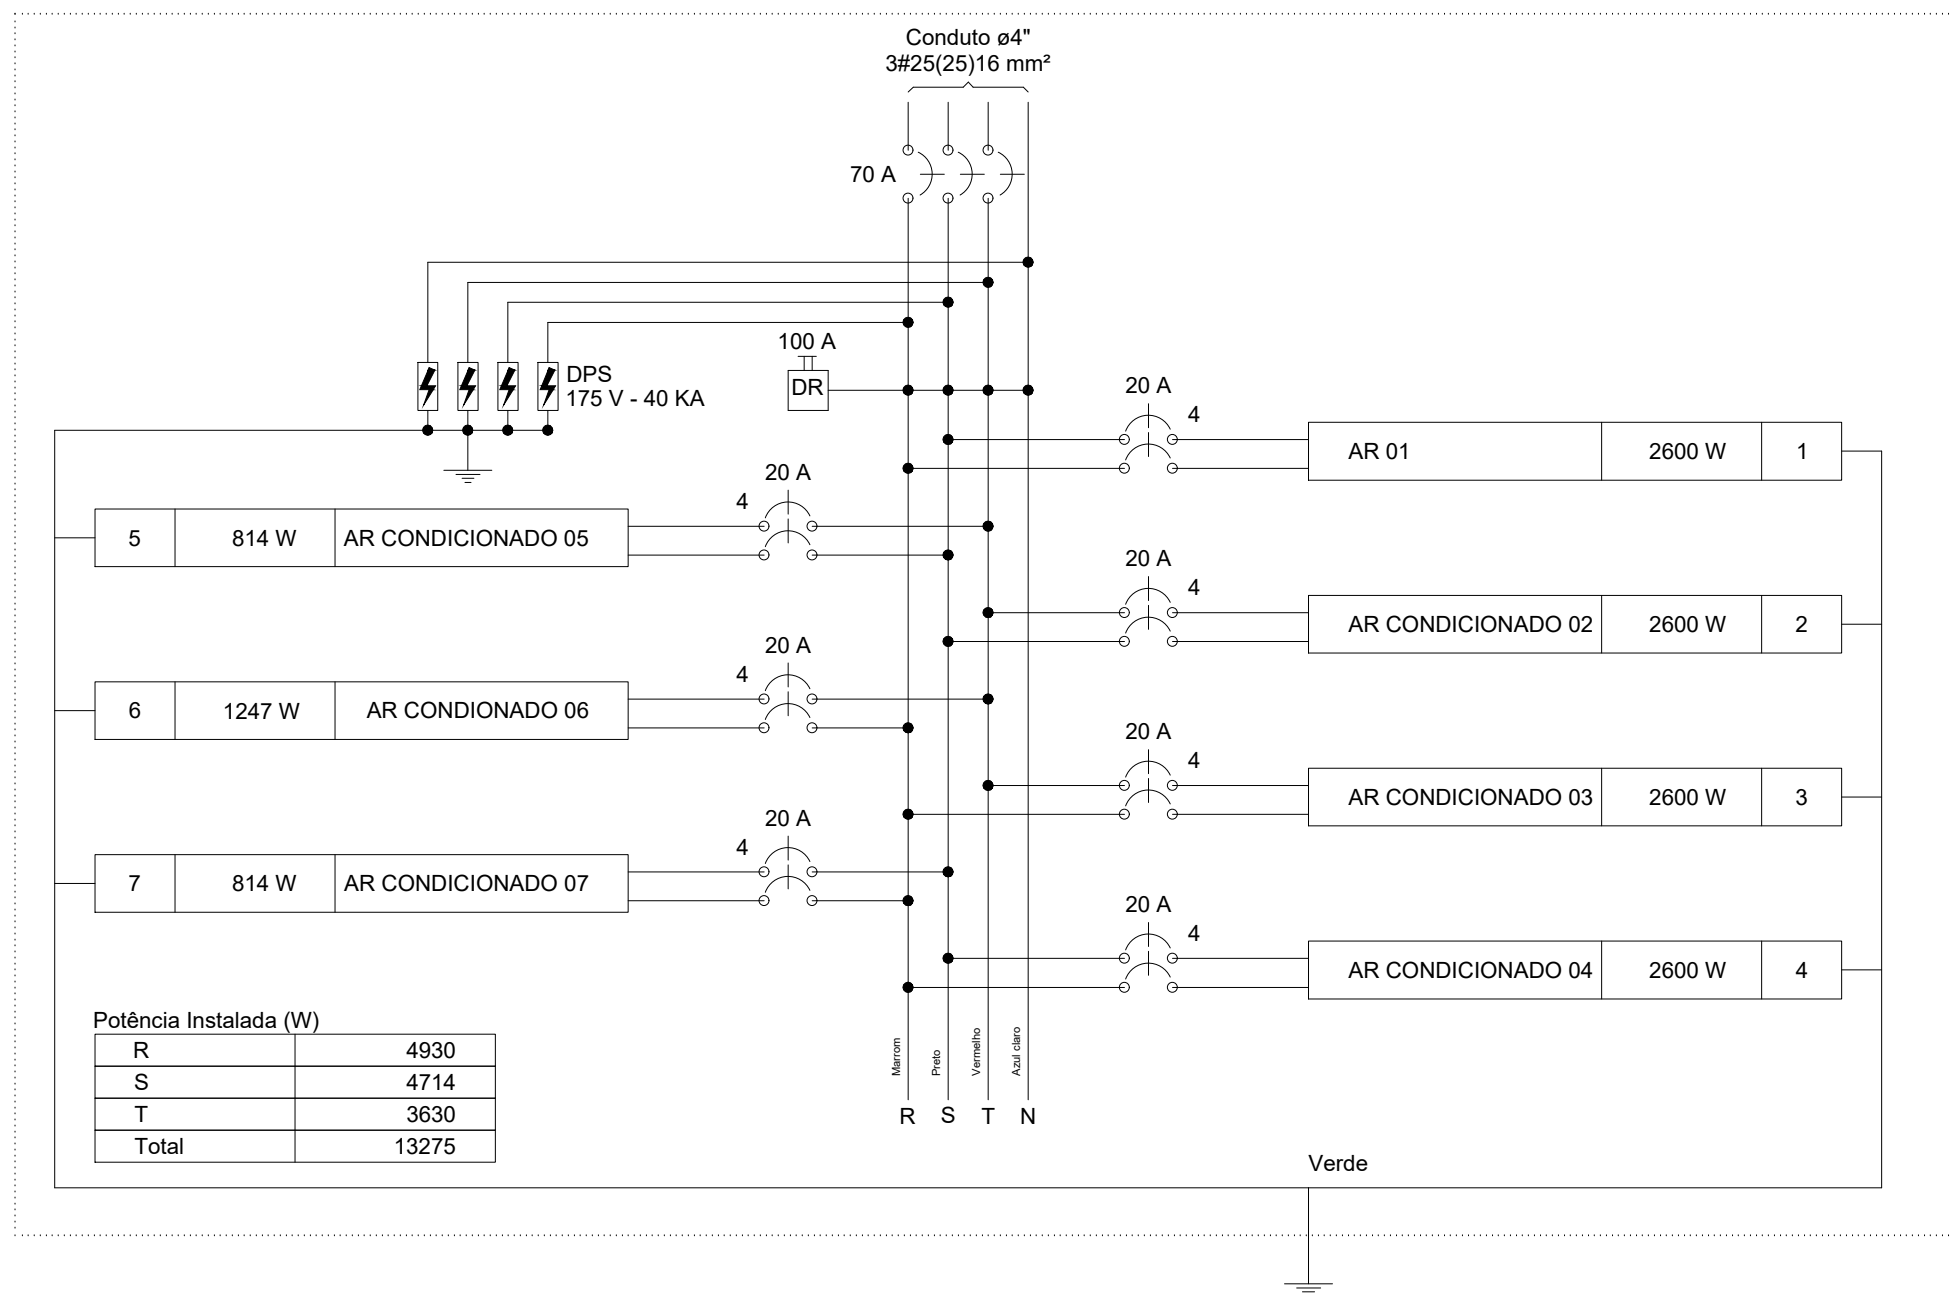 Conduto ø4"
3#25(25)16 mm²
70 A
100 A
DR
DPS
175 V - 40 KA
20 A
4
AR 01 2600 W 1
20 A
4
5 814 W AR CONDICIONADO 05
20 A
4
AR CONDICIONADO 02 2600 W 2
20 A
4
6 1247 W AR CONDIONADO 06
20 A
4
AR CONDICIONADO 03 2600 W 3
20 A
4
7 814 W AR CONDICIONADO 07
20 A
4
AR CONDICIONADO 04 2600 W 4
Potência Instalada (W)
R 4930
S 4714
T 3630
Total 13275
Marrom
Preto
Vermelho
Azul claro
R S T N
Verde